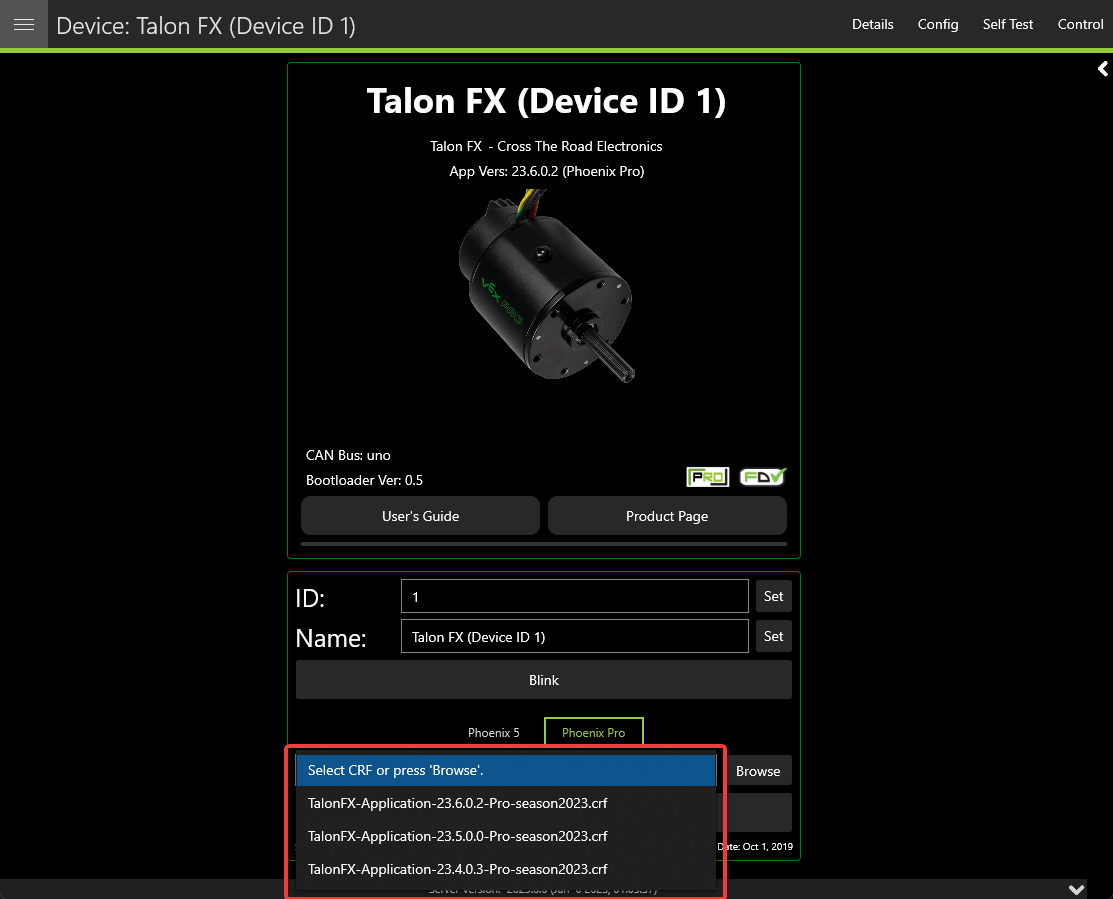 Device: Talon FX (Device ID 1)
Details
Config
Self Test
Control
Talon FX (Device ID 1)
Talon FX - Cross The Road Electronics
App Vers: 23.6.0.2 (Phoenix Pro)
VEX PRO
CAN Bus: uno
Bootloader Ver: 0.5
PRO
FDV
User's Guide
Product Page
ID:
1
Set
Name:
Talon FX (Device ID 1)
Set
Blink
Phoenix 5
Phoenix Pro
Select CRF or press 'Browse'.
Browse
TalonFX-Application-23.6.0.2-Pro-season2023.crf
TalonFX-Application-23.5.0.0-Pro-season2023.crf
Date: Oct 1, 2019
TalonFX-Application-23.4.0.3-Pro-season2023.crf